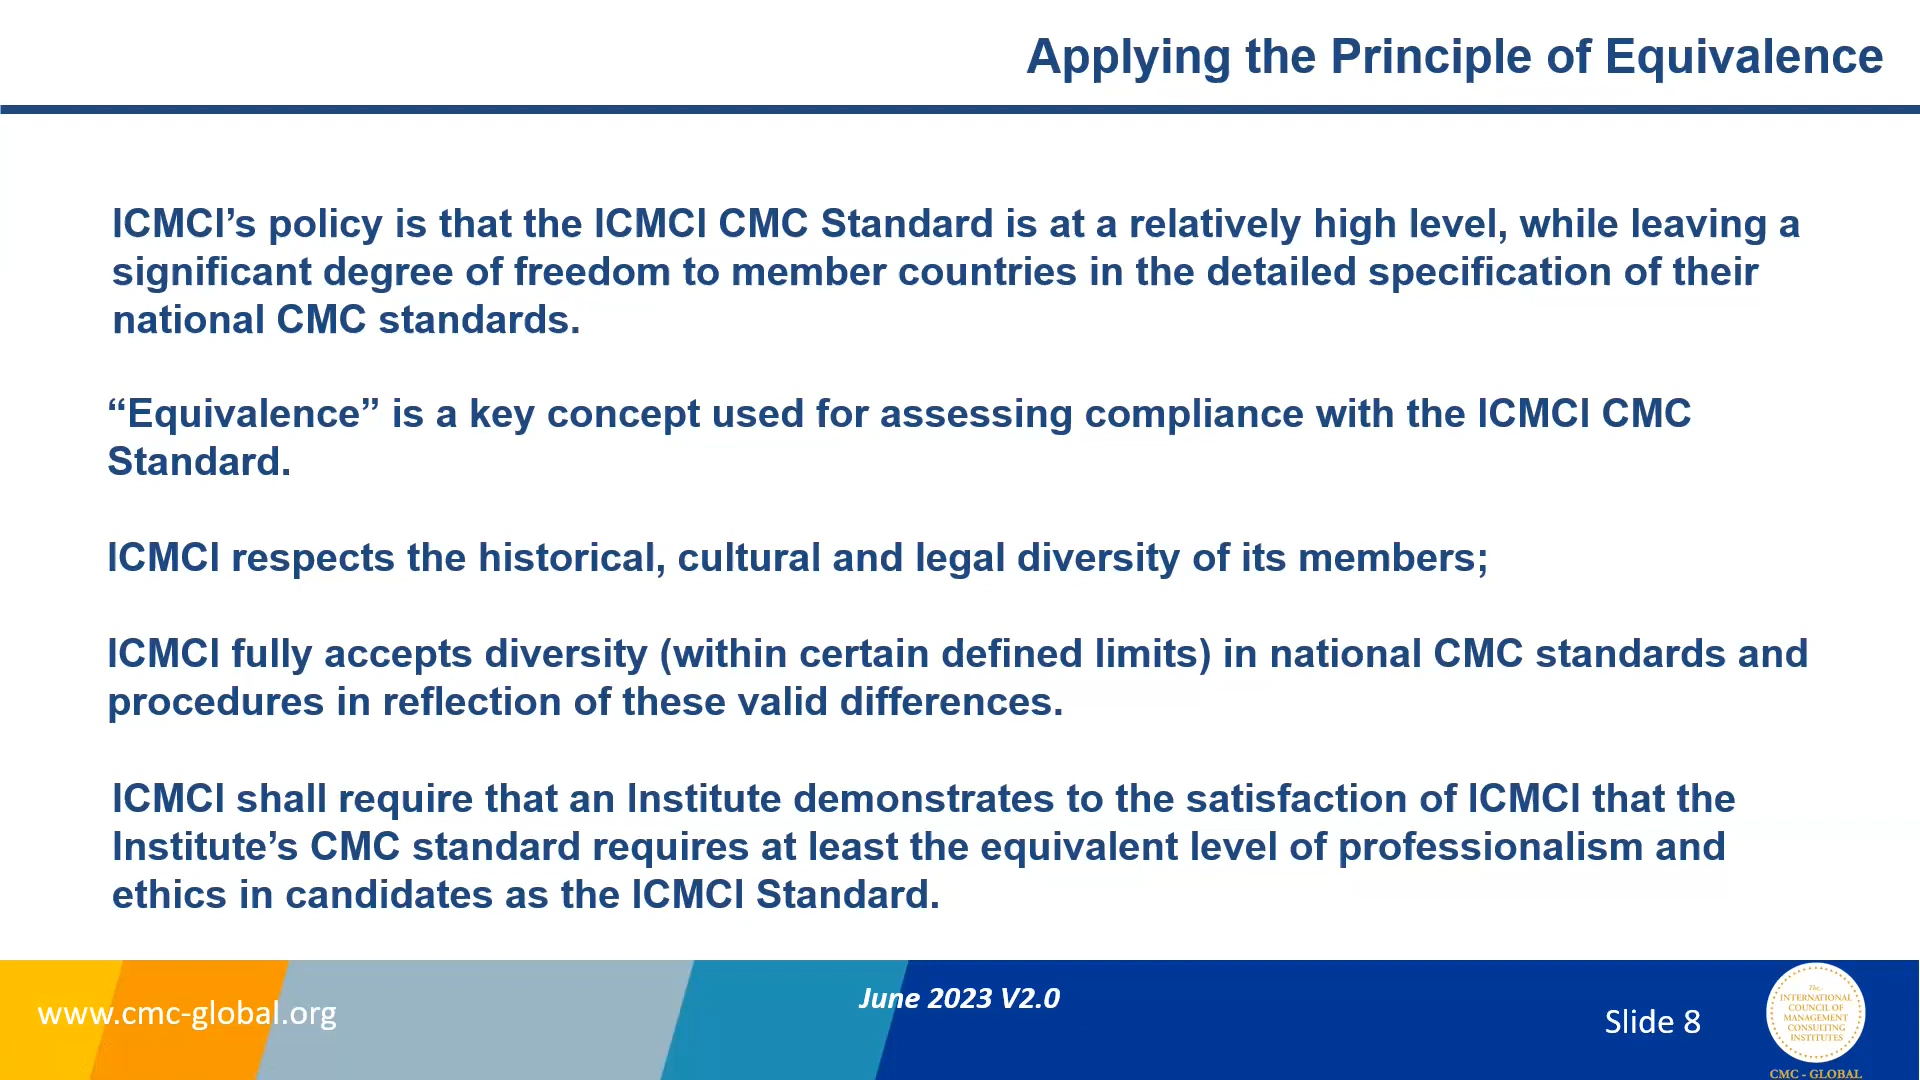 Applying the Principle of Equivalence
ICMCI’s policy is that the ICMCI CMC Standard is at a relatively high level, while leaving a
significant degree of freedom to member countries in the detailed specification of their
national CMC standards.
“Equivalence” is a key concept used for assessing compliance with the ICMCI CMC
Standard.
ICMCI respects the historical, cultural and legal diversity of its members;
ICMCI fully accepts diversity (within certain defined limits) in national CMC standards and
procedures in reflection of these valid differences.
ICMCI shall require that an Institute demonstrates to the satisfaction of ICMCI that the
Institute’s CMC standard requires at least the equivalent level of professionalism and
ethics in candidates as the ICMCI Standard.
www.cmc-global.org
June 2023 V2.0
Slide 8
The
INTERNATIONAL
COUNCIL OF
MANAGEMENT
CONSULTING
INSTITUTES
CMC - GLOBAL